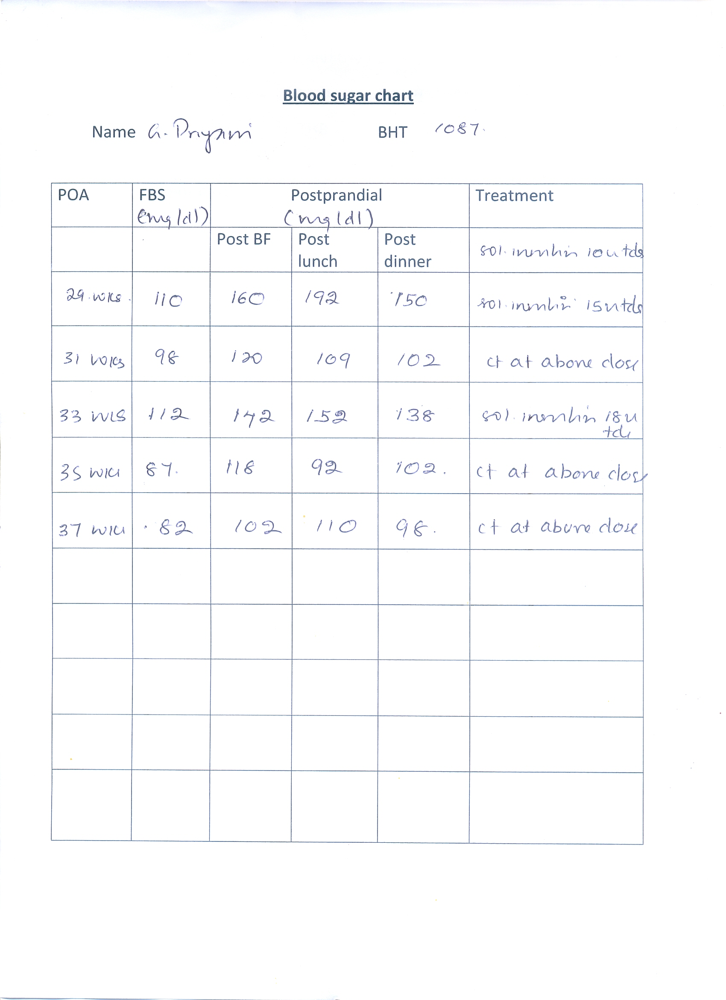 Blood sugar chart
Name G. Priyani BHT 1087.
POA FBS Postprandial Treatment
(mg/dl) (mg/dl)
Post BF Post lunch Post dinner sol. insulin 10u tds
29 wks. 110 160 192 150 sol. insulin 15u tds
31 wks 98 120 109 102 ct at above dose
33 wks 112 142 152 138 sol. insulin 18u
tds
35 wks 87. 118 92 102. ct at above dose
37 wks 82 102 110 98. ct at above dose